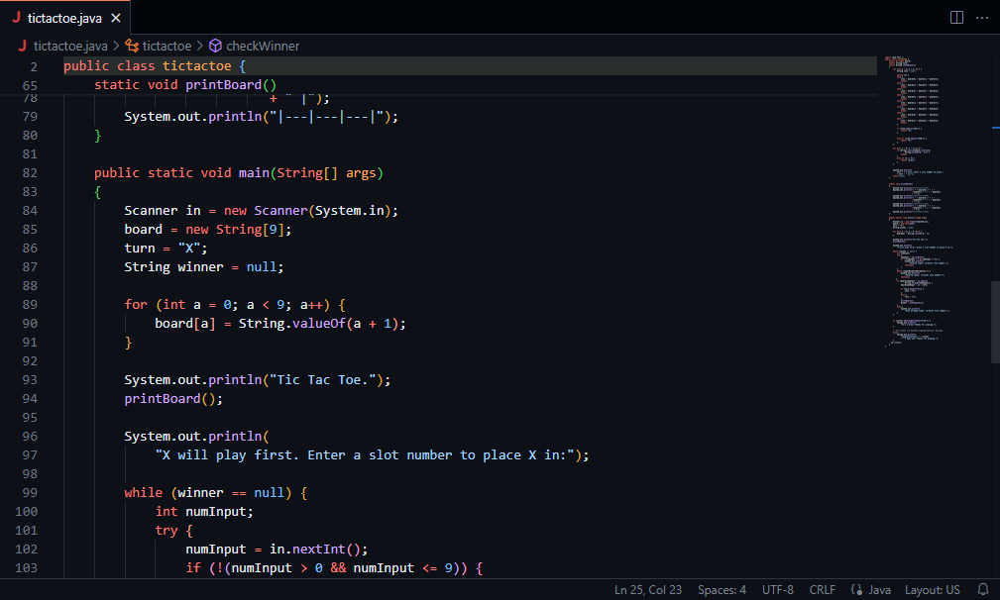 J tictactoe.java ✕ ···
J tictactoe.java > tictactoe > checkWinner
2 public class tictactoe {
65     static void printBoard()
78                        + " |");
79         System.out.println("|---|---|---|");
80     }
81
82     public static void main(String[] args)
83     {
84         Scanner in = new Scanner(System.in);
85         board = new String[9];
86         turn = "X";
87         String winner = null;
88
89         for (int a = 0; a < 9; a++) {
90             board[a] = String.valueOf(a + 1);
91         }
92
93         System.out.println("Tic Tac Toe.");
94         printBoard();
95
96         System.out.println(
97             "X will play first. Enter a slot number to place X in:");
98
99         while (winner == null) {
100             int numInput;
101             try {
102                 numInput = in.nextInt();
103                 if (!(numInput > 0 && numInput <= 9)) {
Ln 25, Col 23 Spaces: 4 UTF-8 CRLF {} Java Layout: US